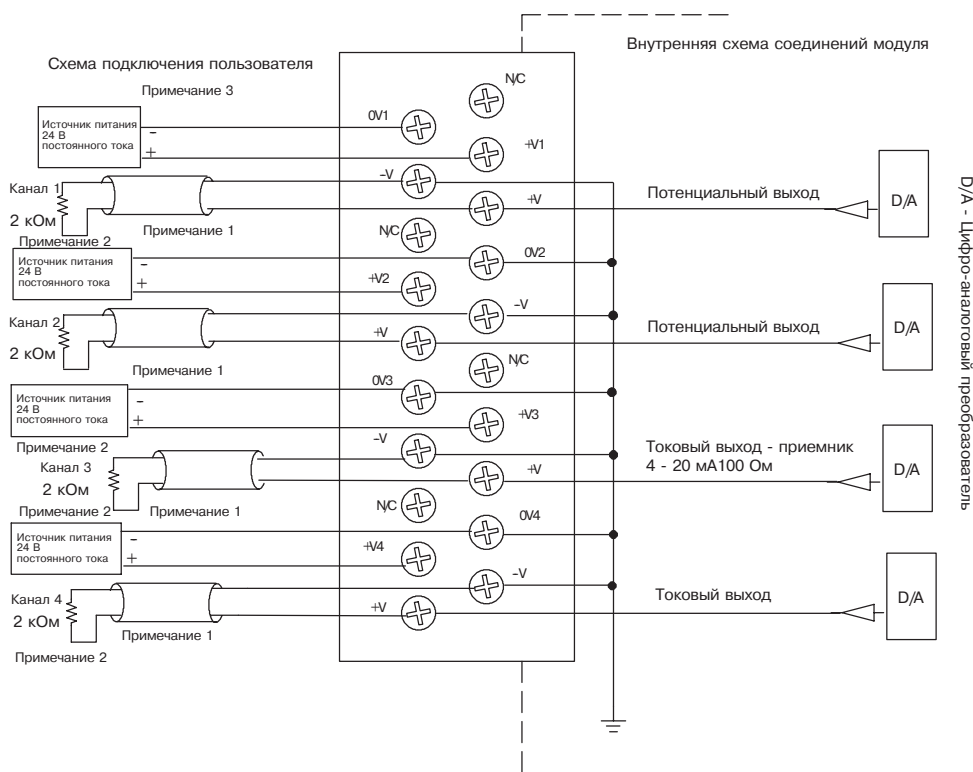 Внутренняя схема соединений модуля
Схема подключения пользователя
Примечание 3
N/C
0V1
Источник питания
24 В
постоянного тока
-
+
+V1
–V
Канал 1
2 кОм
Примечание 1
Примечание 2
+V
Потенциальный выход
D/A
N/C
0V2
Источник питания
24 В
постоянного тока
-
+
+V2
–V
Канал 2
2 кОм
+V
Потенциальный выход
D/A
Примечание 1
N/C
0V3
Источник питания
24 В
постоянного тока
-
+
+V3
Примечание 2
–V
Канал 3
2 кОм
+V
Токовый выход - приемник
4 - 20 мА100 Ом
D/A
Примечание 2
Примечание 1
N/C
0V4
Источник питания
24 В
постоянного тока
-
+
+V4
–V
Канал 4
2 кОм
+V
Токовый выход
D/A
Примечание 1
Примечание 2
D/A - Цифро-аналоговый преобразователь